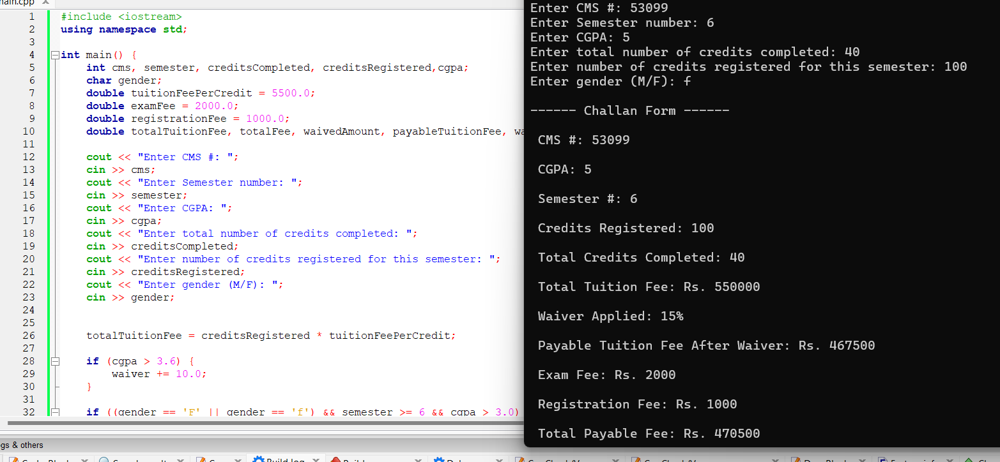 main.cpp
1 #include <iostream>
2 using namespace std;
3
4 int main() {
5 int cms, semester, creditsCompleted, creditsRegistered,cgpa;
6 char gender;
7 double tuitionFeePerCredit = 5500.0;
8 double examFee = 2000.0;
9 double registrationFee = 1000.0;
10 double totalTuitionFee, totalFee, waivedAmount, payableTuitionFee, wa
11
12 cout << "Enter CMS #: ";
13 cin >> cms;
14 cout << "Enter Semester number: ";
15 cin >> semester;
16 cout << "Enter CGPA: ";
17 cin >> cgpa;
18 cout << "Enter total number of credits completed: ";
19 cin >> creditsCompleted;
20 cout << "Enter number of credits registered for this semester: ";
21 cin >> creditsRegistered;
22 cout << "Enter gender (M/F): ";
23 cin >> gender;
24
25
26 totalTuitionFee = creditsRegistered * tuitionFeePerCredit;
27
28 if (cgpa > 3.6) {
29 waiver += 10.0;
30 }
31
32 if ((gender == 'F' || gender == 'f') && semester >= 6 && cgpa > 3.0)
gs & others
Build log
Enter CMS #: 53099
Enter Semester number: 6
Enter CGPA: 5
Enter total number of credits completed: 40
Enter number of credits registered for this semester: 100
Enter gender (M/F): f
------ Challan Form ------
CMS #: 53099
CGPA: 5
Semester #: 6
Credits Registered: 100
Total Credits Completed: 40
Total Tuition Fee: Rs. 550000
Waiver Applied: 15%
Payable Tuition Fee After Waiver: Rs. 467500
Exam Fee: Rs. 2000
Registration Fee: Rs. 1000
Total Payable Fee: Rs. 470500